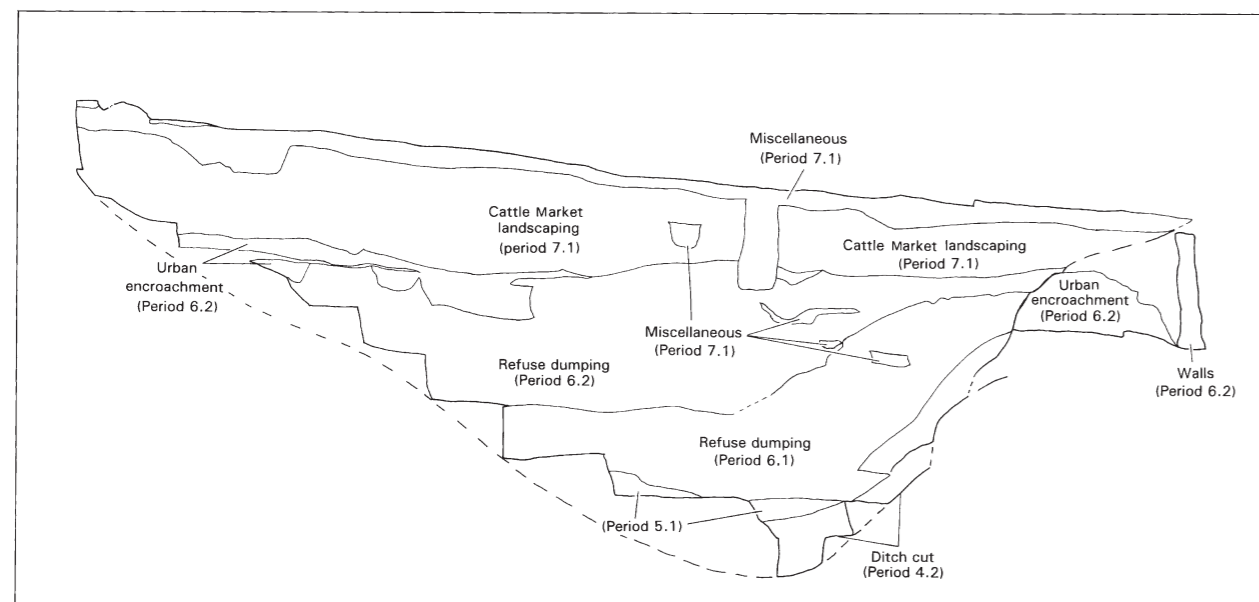 Miscellaneous
(Period 7.1)
Cattle Market
landscaping
(period 7.1)
Cattle Market landscaping
(Period 7.1)
Urban
encroachment
(Period 6.2)
Urban
encroachment
(Period 6.2)
Miscellaneous
(Period 7.1)
Refuse dumping
(Period 6.2)
Walls
(Period 6.2)
Refuse dumping
(Period 6.1)
(Period 5.1)
Ditch cut
(Period 4.2)